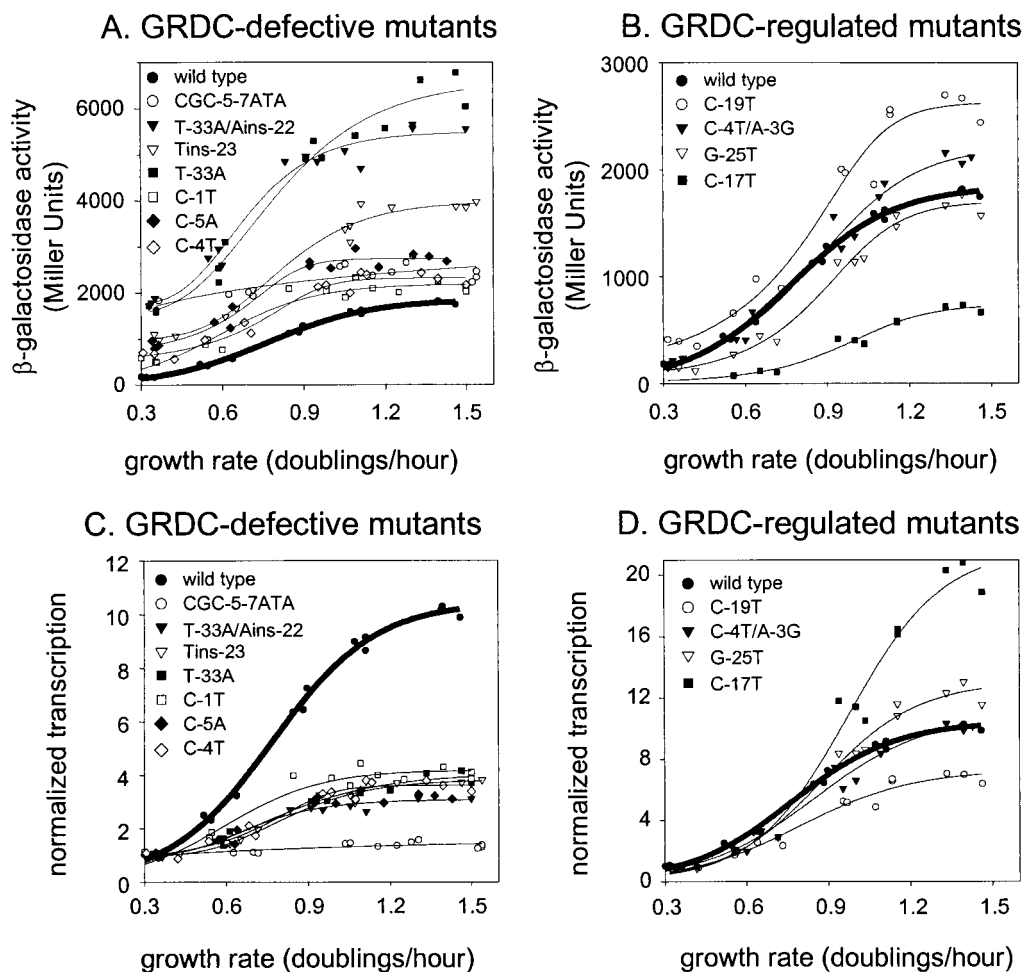 A. GRDC-defective mutants
β-galactosidase activity
(Miller Units)
6000
4000
2000
0
wild type
CGC-5-7ATA
T-33A/Ains-22
Tins-23
T-33A
C-1T
C-5A
C-4T
0.3 0.6 0.9 1.2 1.5
growth rate (doublings/hour)
B. GRDC-regulated mutants
β-galactosidase activity
(Miller Units)
3000
2000
1000
0
wild type
C-19T
C-4T/A-3G
G-25T
C-17T
0.3 0.6 0.9 1.2 1.5
growth rate (doublings/hour)
C. GRDC-defective mutants
normalized transcription
12
10
8
6
4
2
0
wild type
CGC-5-7ATA
T-33A/Ains-22
Tins-23
T-33A
C-1T
C-5A
C-4T
0.3 0.6 0.9 1.2 1.5
growth rate (doublings/hour)
D. GRDC-regulated mutants
normalized transcription
20
16
12
8
4
0
wild type
C-19T
C-4T/A-3G
G-25T
C-17T
0.3 0.6 0.9 1.2 1.5
growth rate (doublings/hour)